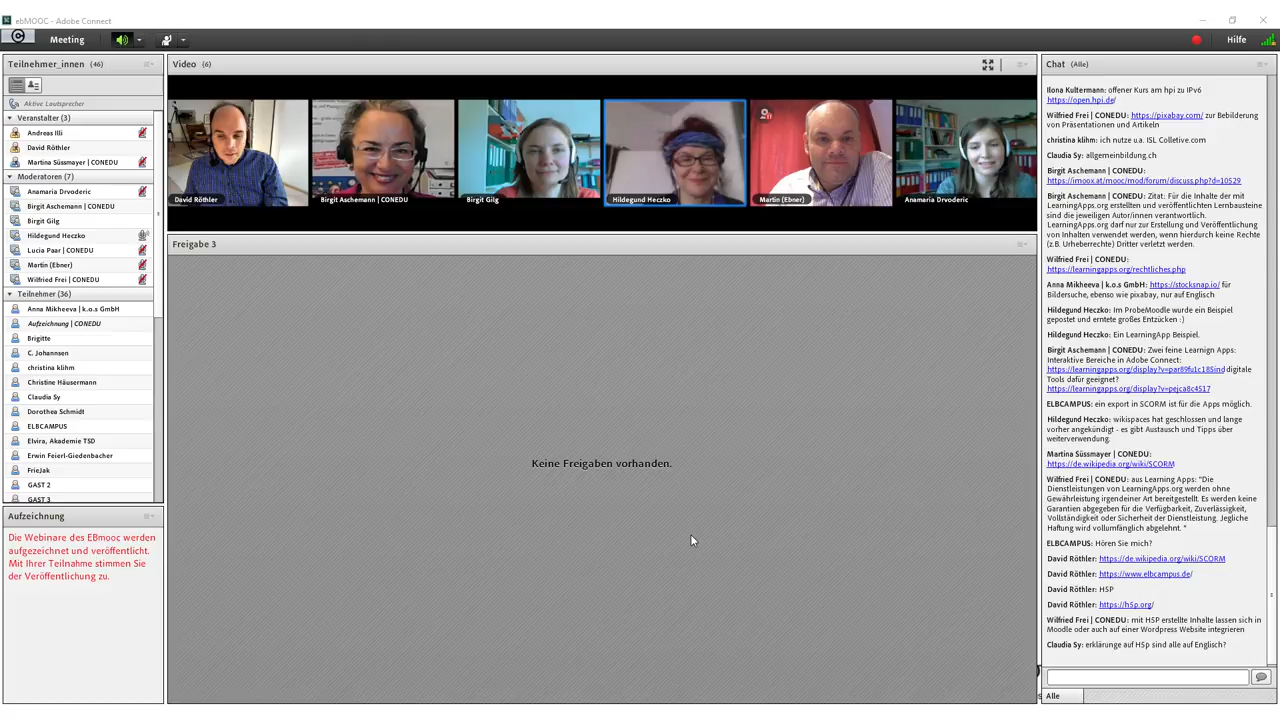 ebMOOC - Adobe Connect
Meeting
Hilfe
Teilnehmer_innen (46)
Aktive Lautsprecher
Veranstalter (3)
Andreas Illi
David Röthler
Martina Süssmayer | CONEDU
Moderatoren (7)
Anamaria Drvoderic
Birgit Aschemann | CONEDU
Birgit Gilg
Hildegund Heczko
Lucia Paar | CONEDU
Martin (Ebner)
Wilfried Frei | CONEDU
Teilnehmer (36)
Anna Mikheeva | k.o.s GmbH
Aufzeichnung | CONEDU
Brigitte
C. Johannsen
christina klihm
Christine Häusermann
Claudia Sy
Dorothea Schmidt
ELBCAMPUS
Elvira, Akademie TSD
Erwin Feierl-Giedenbacher
FrieJak
GAST 2
GAST 3
Aufzeichnung
Die Webinare des EBmooc werden
aufgezeichnet und veröffentlicht.
Mit Ihrer Teilnahme stimmen Sie
der Veröffentlichung zu.
Video (6)
David Röthler
Birgit Aschemann | CONEDU
Birgit Gilg
Hildegund Heczko
Martin (Ebner)
Anamaria Drvoderic
Freigabe 3
Keine Freigaben vorhanden.
Chat (Alle)
Ilona Kultermann: offener Kurs am hpi zu IPv6
https://open.hpi.de/
Wilfried Frei | CONEDU: https://pixabay.com/ zur Bebilderung
von Präsentationen und Artikeln
christina klihm: ich nutze u.a. ISL Colletive.com
Claudia Sy: allgemeinbildung.ch
Birgit Aschemann | CONEDU:
https://imoox.at/mooc/mod/forum/discuss.php?d=10529
Birgit Aschemann | CONEDU: Zitat: Für die Inhalte der mit
LearningApps.org erstellten und veröffentlichten Lernbausteine
sind die jeweiligen Autor/innen verantwortlich.
LearningApps.org darf nur zur Erstellung und Veröffentlichung
von Inhalten verwendet werden, wenn hierdurch keine Rechte
(z.B. Urheberrechte) Dritter verletzt werden.
Wilfried Frei | CONEDU:
https://learningapps.org/rechtliches.php
Anna Mikheeva | k.o.s GmbH: https://stocksnap.io/ für
Bildersuche, ebenso wie pixabay, nur auf Englisch
Hildegund Heczko: Im ProbeMoodle wurde ein Beispiel
gepostet und erntete großes Entzücken :)
Hildegund Heczko: Ein LearningApp Beispiel.
Birgit Aschemann | CONEDU: Zwei feine Learnign Apps:
Interaktive Bereiche in Adobe Connect:
https://learningapps.org/display?v=par89fu1c185ind digitale
Tools dafür geeignet?
https://learningapps.org/display?v=pejca8c4517
ELBCAMPUS: ein export in SCORM ist für die Apps möglich.
Hildegund Heczko: wikispaces hat geschlossen und lange
vorher angekündigt - es gibt Austausch und Tipps über
weiterverwendung.
Martina Süssmayer | CONEDU:
https://de.wikipedia.org/wiki/SCORM
Wilfried Frei | CONEDU: aus Learning Apps: "Die
Dienstleistungen von LearningApps.org werden ohne
Gewährleistung irgendeiner Art bereitgestellt. Es werden keine
Garantien abgegeben für die Verfügbarkeit, Zuverlässigkeit,
Vollständigkeit oder Sicherheit der Dienstleistung. Jegliche
Haftung wird vollumfänglich abgelehnt. "
ELBCAMPUS: Hören Sie mich?
David Röthler: https://de.wikipedia.org/wiki/SCORM
David Röthler: https://www.elbcampus.de/
David Röthler: H5P
David Röthler: https://h5p.org/
Wilfried Frei | CONEDU: mit H5P erstellte Inhalte lassen sich in
Moodle oder auch auf einer Wordpress Website integrieren
Claudia Sy: erklärunge auf H5p sind alle auf Englisch?
Alle